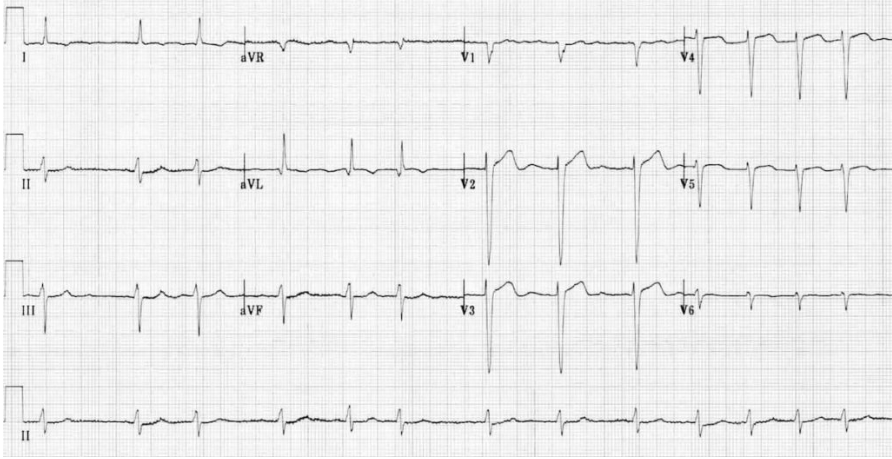 I aVR V1 V4
II aVL V2 V5
III aVF V3 V6
II